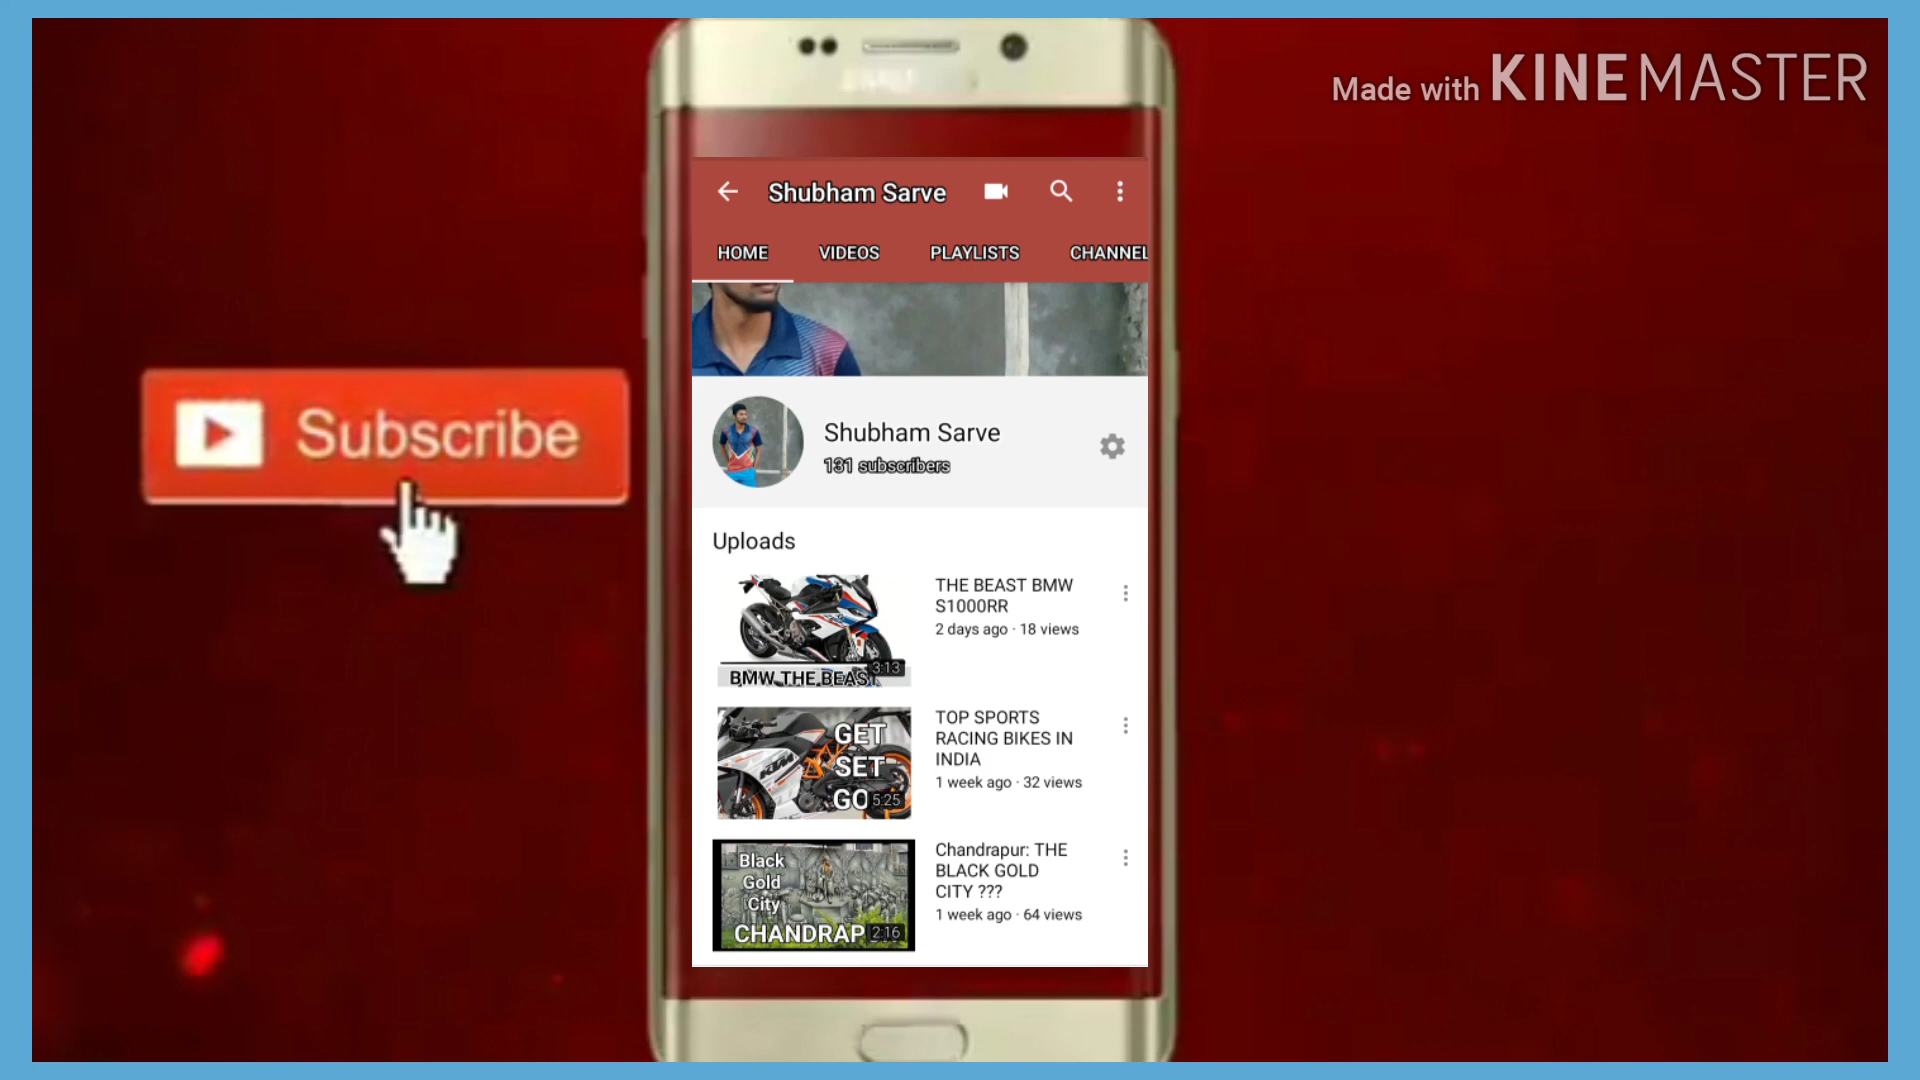 Made with KINEMASTER
Shubham Sarve
HOME VIDEOS PLAYLISTS CHANNEL
Subscribe
Shubham Sarve
131 subscribers
Uploads
THE BEAST BMW
S1000RR
2 days ago · 18 views
3:13
BMW THE BEAST
TOP SPORTS
RACING BIKES IN
INDIA
1 week ago · 32 views
KTM
GET
SET
GO
5:25
Chandrapur: THE
BLACK GOLD
CITY ???
1 week ago · 64 views
Black
Gold
City
CHANDRAP
2:16